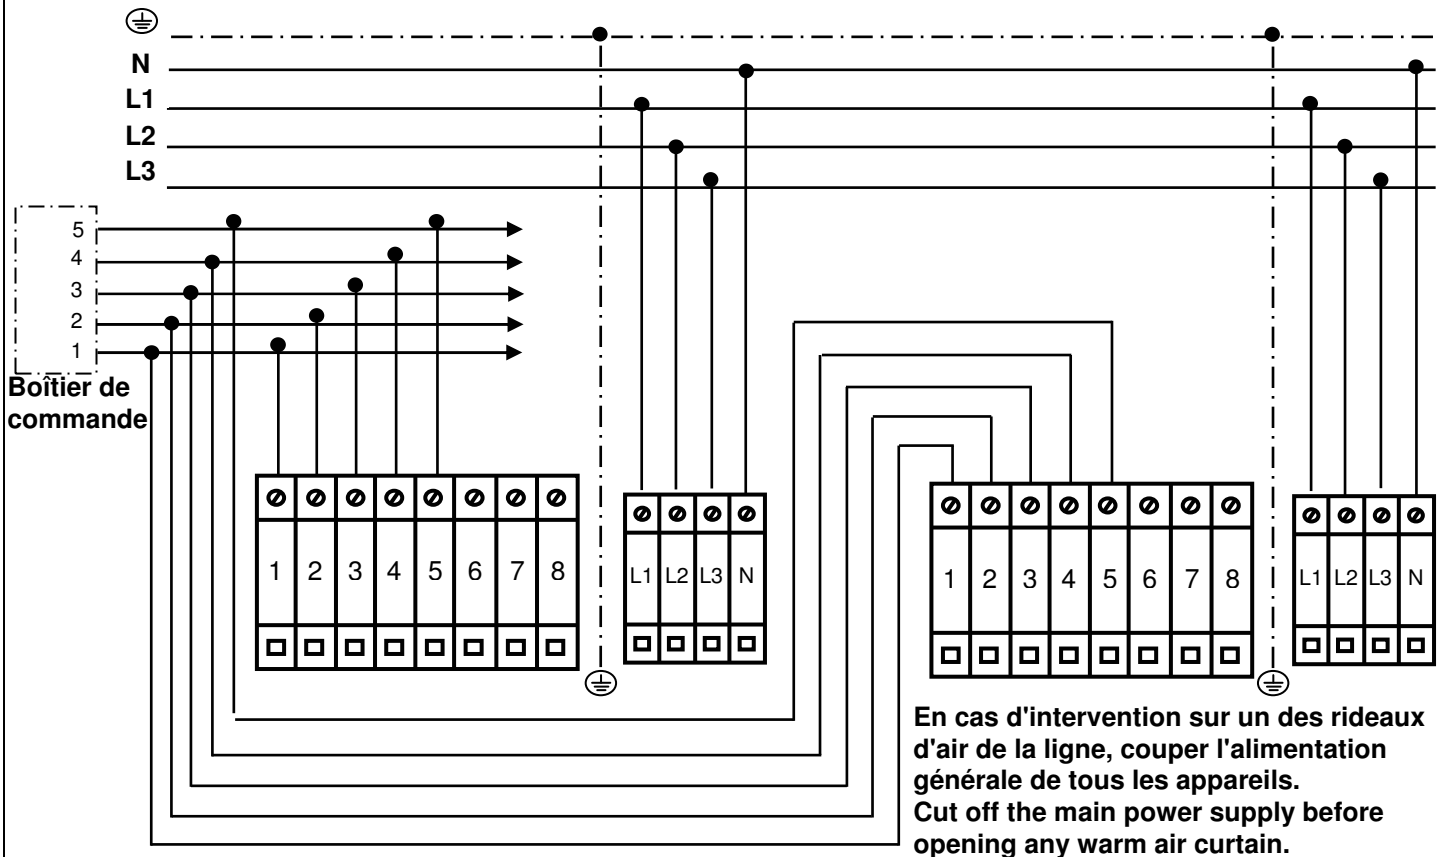 N
L1
L2
L3
5
4
3
2
1
Boîtier de
commande
1 2 3 4 5 6 7 8
L1 L2 L3 N
1 2 3 4 5 6 7 8
L1 L2 L3 N
En cas d'intervention sur un des rideaux
d'air de la ligne, couper l'alimentation
générale de tous les appareils.
Cut off the main power supply before
opening any warm air curtain.